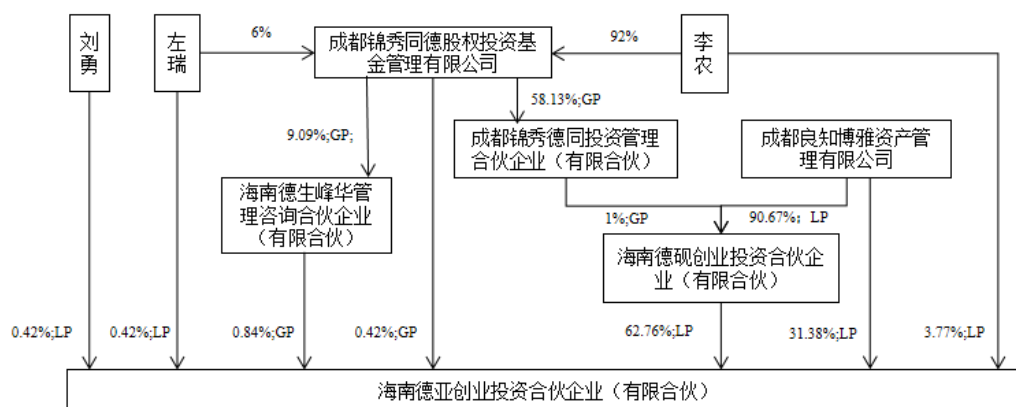 刘勇
左瑞
6%
成都锦秀同德股权投资基
金管理有限公司
92%
李农
9.09%;GP;
58.13%;GP
成都锦秀德同投资管理
合伙企业（有限合伙）
成都良知博雅资产管
理有限公司
海南德生峰华管
理咨询合伙企业
（有限合伙）
1%;GP
90.67%；LP
海南德砚创业投资合伙企
业（有限合伙）
0.42%;LP
0.42%;LP
0.84%;GP
0.42%;GP
62.76%;LP
31.38%;LP
3.77%;LP
海南德亚创业投资合伙企业（有限合伙）